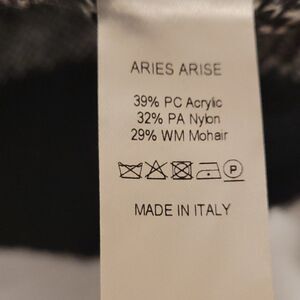 ARIES ARISE
39% PC Acrylic
32% PA Nylon
29% WM Mohair
P
MADE IN ITALY